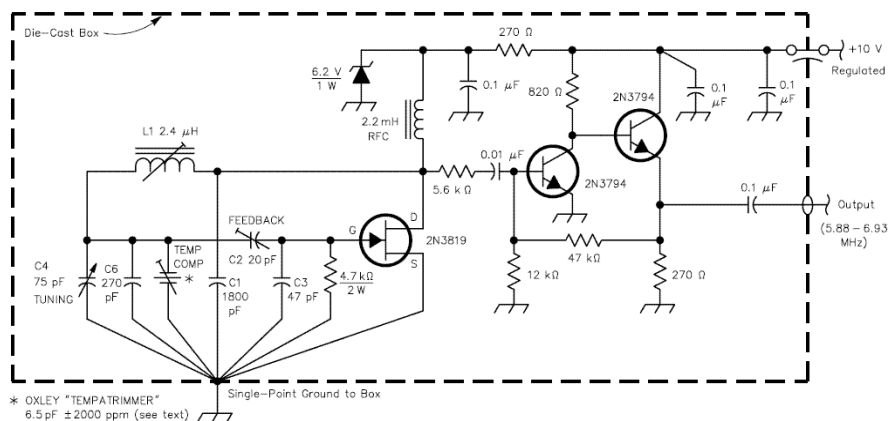 Die-Cast Box
270 Ω
+10 V
Regulated
6.2 V
1 W
0.1 μF
820 Ω
2N3794
0.1
μF
0.1
μF
2.2 mH
RFC
L1 2.4 μH
0.01 μF
5.6 k Ω
2N3794
0.1 μF
Output
(5.88–6.93
MHz)
FEEDBACK
D
G
2N3819
S
C2 20 pF
TEMP
COMP
*
C4
75 pF
TUNING
C6
270
pF
C1
1800
pF
C3
47 pF
4.7 kΩ
2 W
47 kΩ
12 kΩ
270 Ω
Single-Point Ground to Box
* OXLEY "TEMPATRIMMER"
6.5 pF ±2000 ppm (see text)